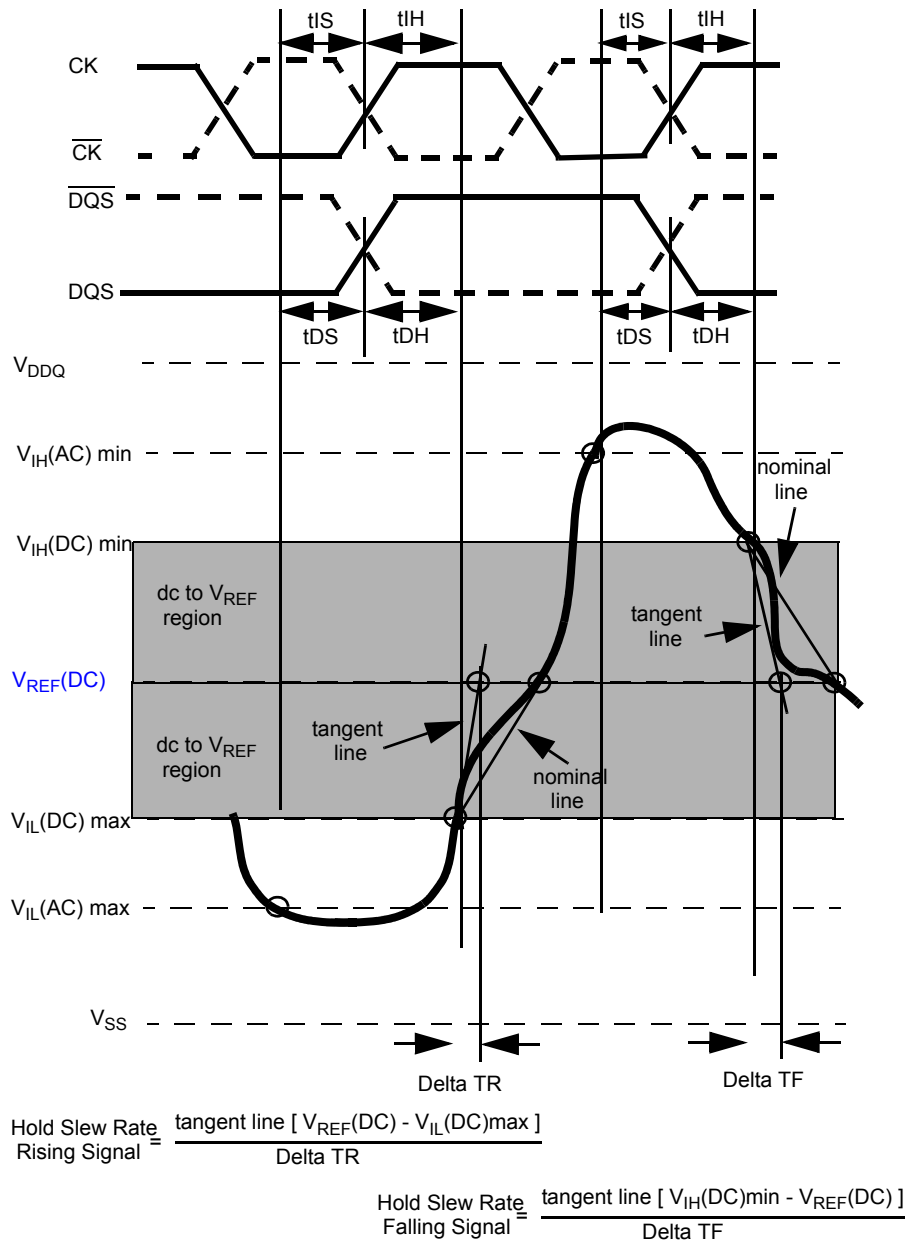 tIS tIH tIS tIH
CK
C̅K̅
D̅Q̅S̅
DQS
tDS tDH tDS tDH
VDDQ
VIH(AC) min
nominal
line
VIH(DC) min
dc to VREF
region
tangent
line
VREF(DC)
tangent
line
dc to VREF
region
nominal
line
VIL(DC) max
VIL(AC) max
VSS
Delta TR Delta TF
Hold Slew Rate
Rising Signal = tangent line [ VREF(DC) - VIL(DC)max ]
Delta TR
Hold Slew Rate
Falling Signal = tangent line [ VIH(DC)min - VREF(DC) ]
Delta TF